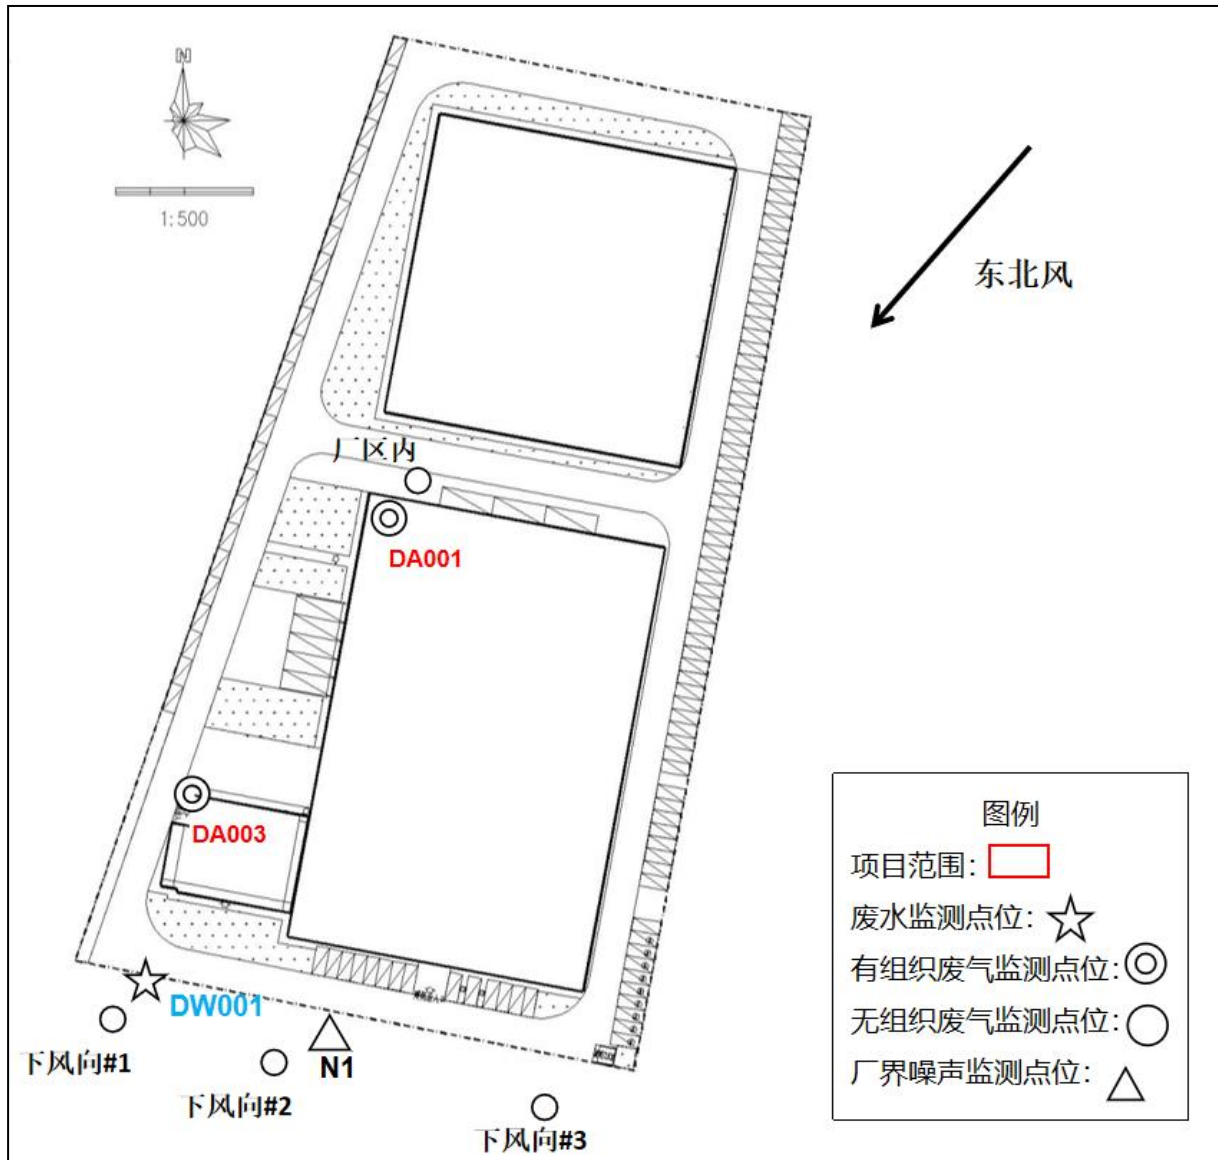 N
1:500
东北风
厂区内
DA001
DA003
DW001
下风向#1
N1
下风向#2
下风向#3
图例
项目范围:
废水监测点位:
有组织废气监测点位:
无组织废气监测点位:
厂界噪声监测点位: